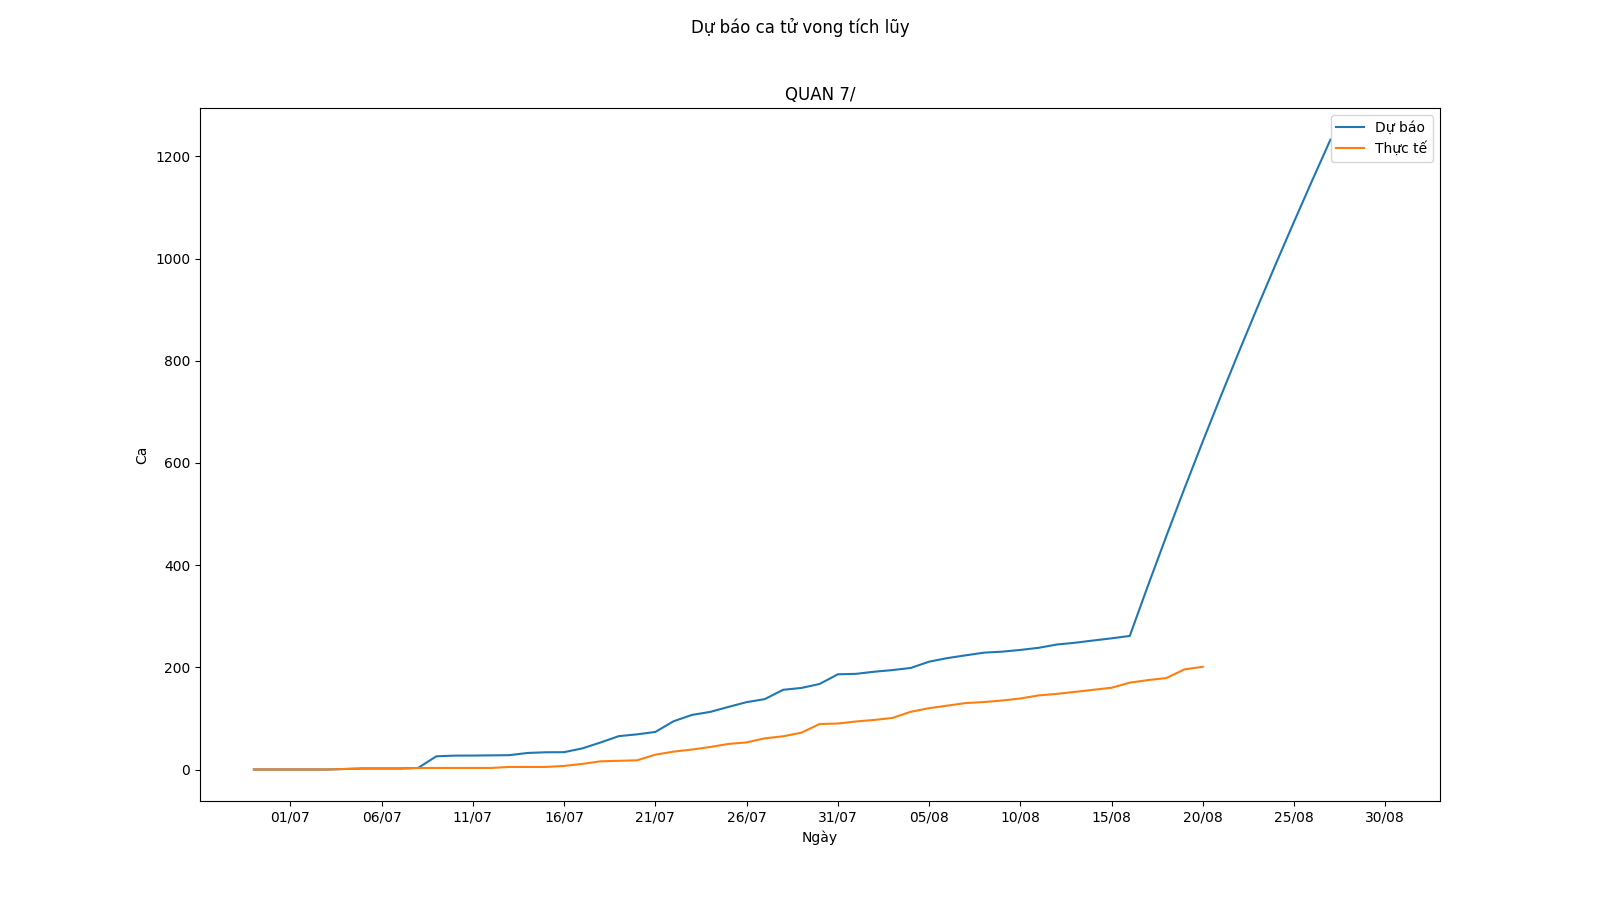 Dự báo ca tử vong tích lũy
QUAN 7/
Dự báo
Thực tế
1200
1000
800
600
400
200
0
Ca
01/07 06/07 11/07 16/07 21/07 26/07 31/07 05/08 10/08 15/08 20/08 25/08 30/08
Ngày